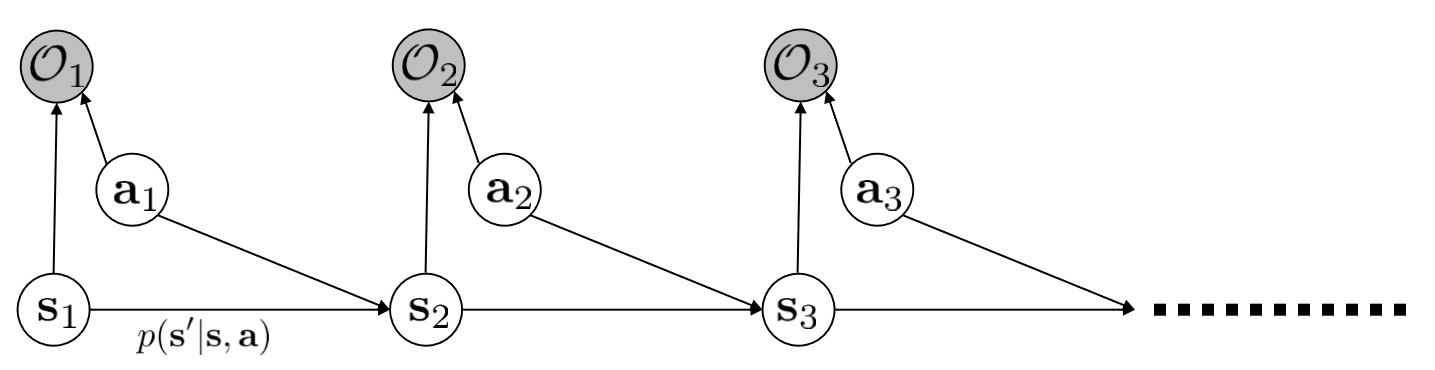 𝒪₁ 𝒪₂ 𝒪₃
𝐚₁ 𝐚₂ 𝐚₃
𝐬₁ 𝐬₂ 𝐬₃
p(𝐬′|𝐬, 𝐚)